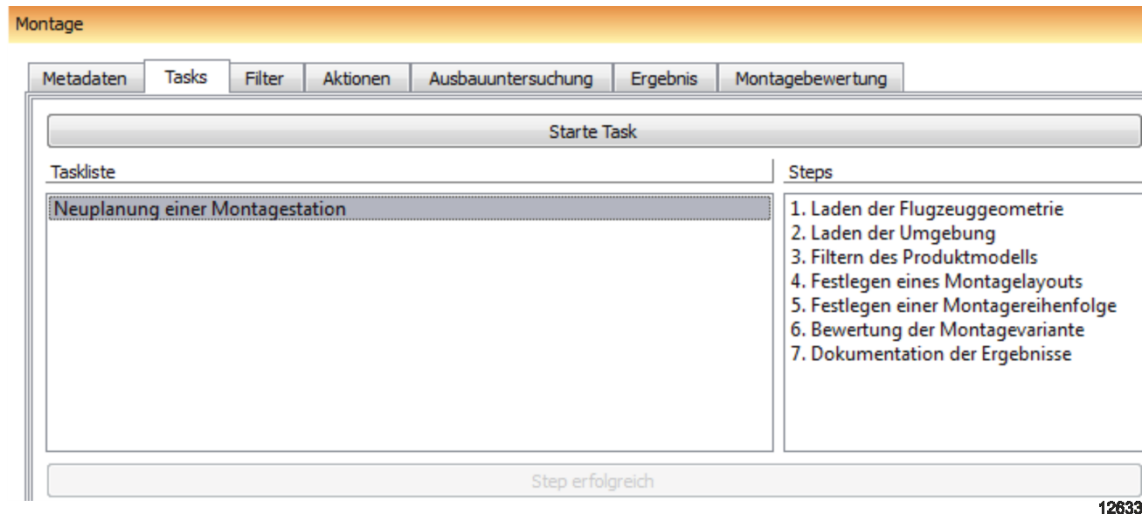 Montage
Metadaten Tasks Filter Aktionen Ausbauuntersuchung Ergebnis Montagebewertung
Starte Task
Taskliste Steps
Neuplanung einer Montagestation
1. Laden der Flugzeuggeometrie
2. Laden der Umgebung
3. Filtern des Produktmodells
4. Festlegen eines Montagelayouts
5. Festlegen einer Montagereihenfolge
6. Bewertung der Montagevariante
7. Dokumentation der Ergebnisse
Step erfolgreich
12633